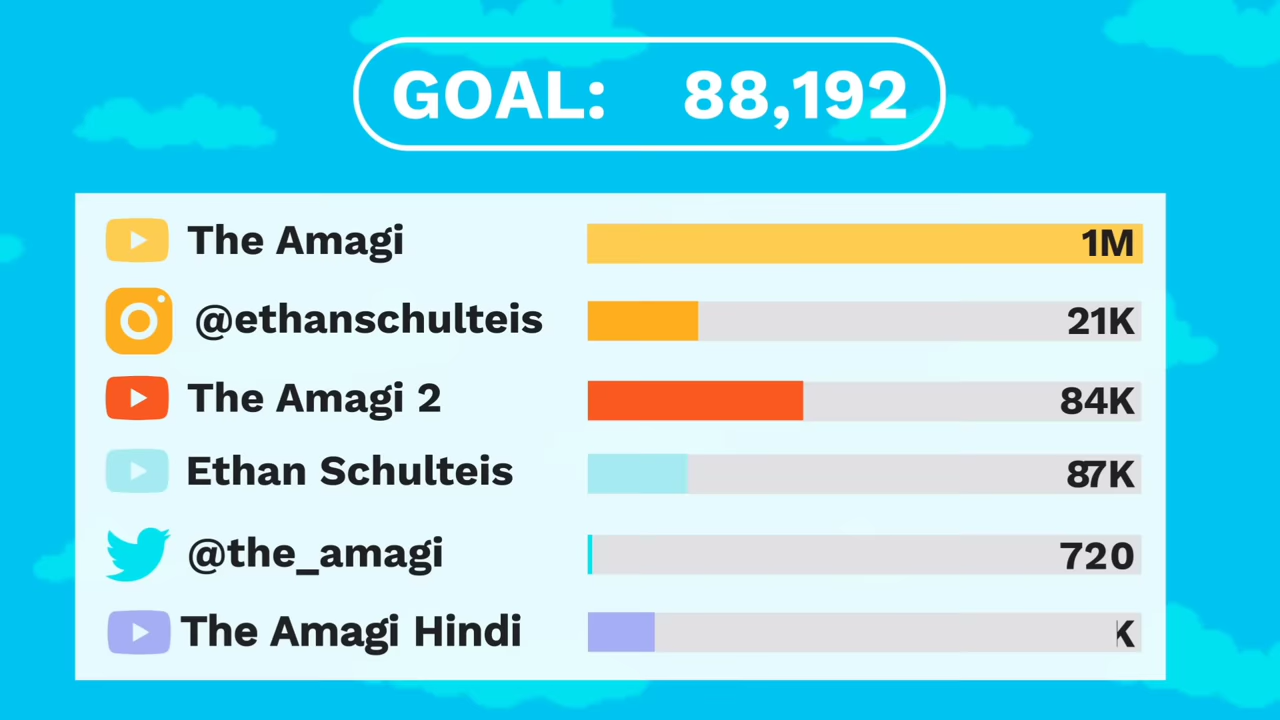 GOAL: 88,192
The Amagi 1M
@ethanschulteis 21K
The Amagi 2 84K
Ethan Schulteis 87K
@the_amagi 720
The Amagi Hindi K